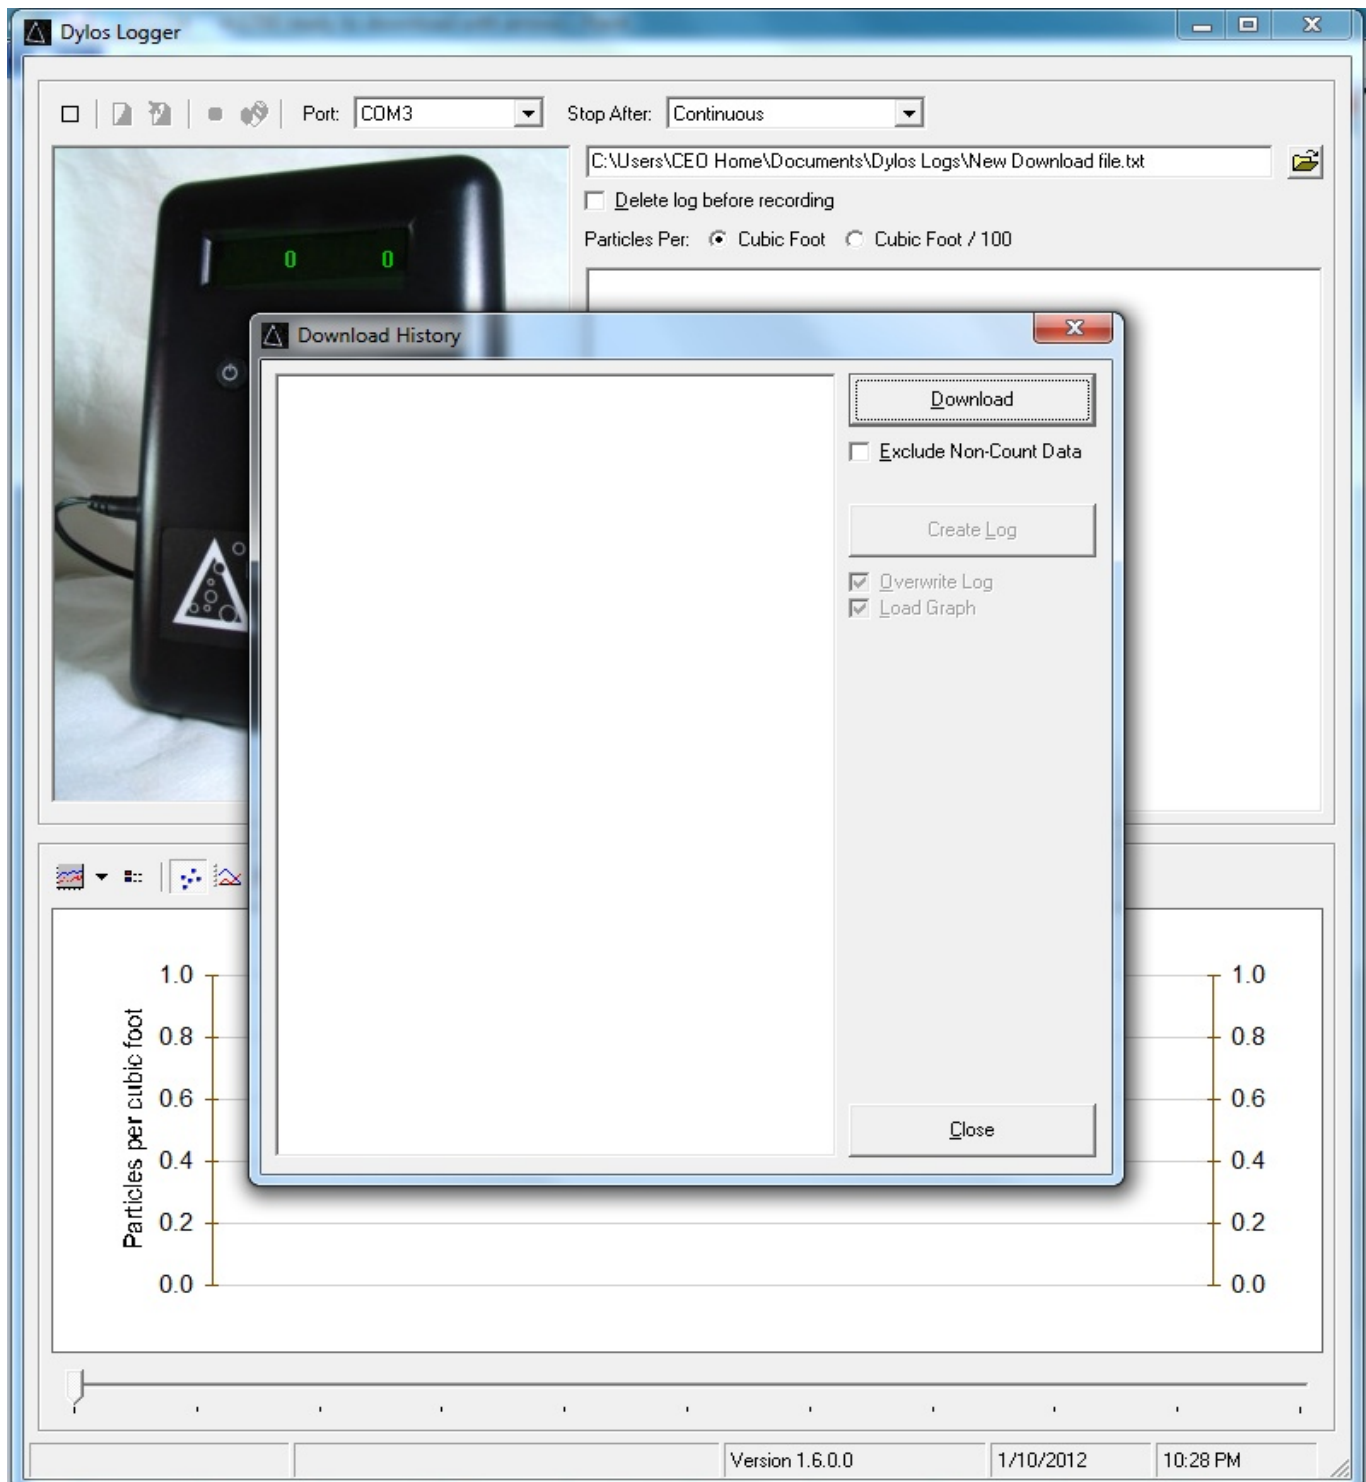 Dylos Logger
Port: COM3 Stop After: Continuous
C:\Users\CEO Home\Documents\Dylos Logs\New Download file.txt
Delete log before recording
Particles Per: Cubic Foot Cubic Foot / 100
0 0
Download History
Download
Exclude Non-Count Data
Create Log
Overwrite Log
Load Graph
Close
Particles per cubic foot
1.0 1.0
0.8 0.8
0.6 0.6
0.4 0.4
0.2 0.2
0.0 0.0
Version 1.6.0.0 1/10/2012 10:28 PM